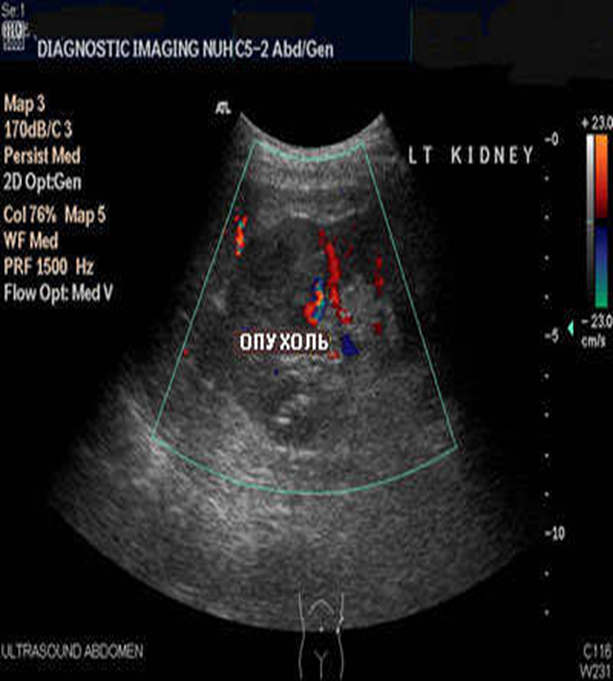 Se:1
DIAGNOSTIC IMAGING NUHC5-2 Abd/Gen
ATL
Map 3
170dB/C 3
Persist Med
2D Opt:Gen
Col 76% Map 5
WF Med
PRF 1500 Hz
Flow Opt: Med V
LT KIDNEY
+ 23.0
- 23.0
cm/s
-0
-5
-10
ОПУХОЛЬ
ULTRASOUND ABDOMEN
C116
W231